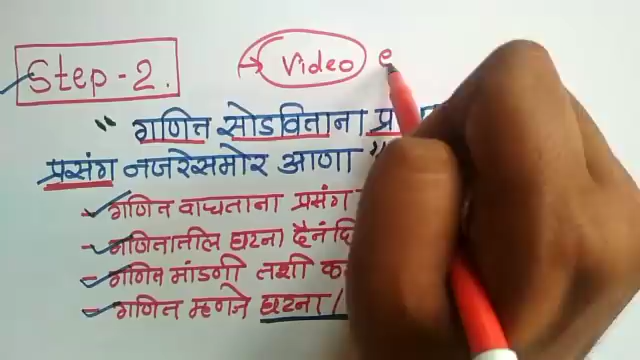 Step-2.
Video e
" गणित सोडविताना
प्रसंग नजरेसमोर आणा "
गणित वाचताना प्रसंग
गणितातील घटना
गणित मांडणी तशी
गणित म्हणजे घटना /